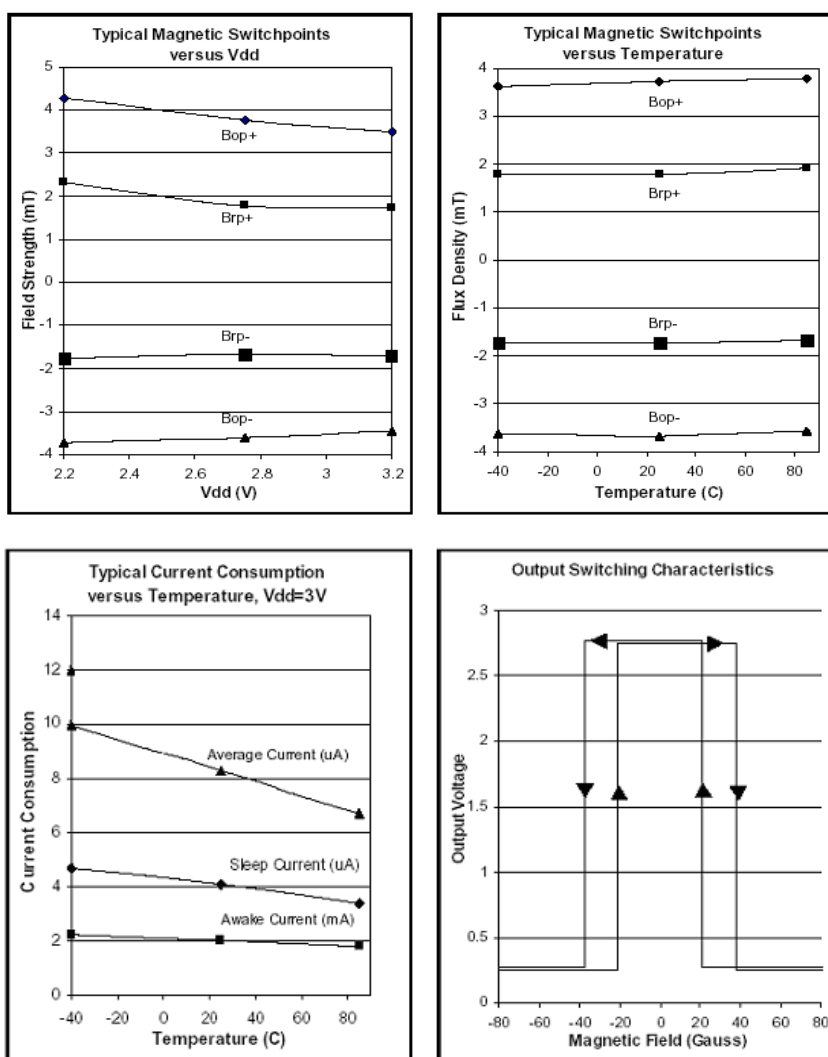 Typical Magnetic Switchpoints
versus Vdd
5
4
3
2
1
0
-1
-2
-3
-4
Field Strength (mT)
Bop+
Brp+
Brp-
Bop-
2.2
2.4
2.6
2.8
3
3.2
Vdd (V)
Typical Magnetic Switchpoints
versus Temperature
4
3
2
1
0
-1
-2
-3
-4
Flux Density (mT)
Bop+
Brp+
Brp-
Bop-
-40
-20
0
20
40
60
80
Temperature (C)
Typical Current Consumption
versus Temperature, Vdd=3V
14
12
10
8
6
4
2
0
Current Consumption
Average Current (uA)
Sleep Current (uA)
Awake Current (mA)
-40
-20
0
20
40
60
80
Temperature (C)
Output Switching Characteristics
3
2.5
2
1.5
1
0.5
0
Output Voltage
-80
-60
-40
-20
0
20
40
60
80
Magnetic Field (Gauss)